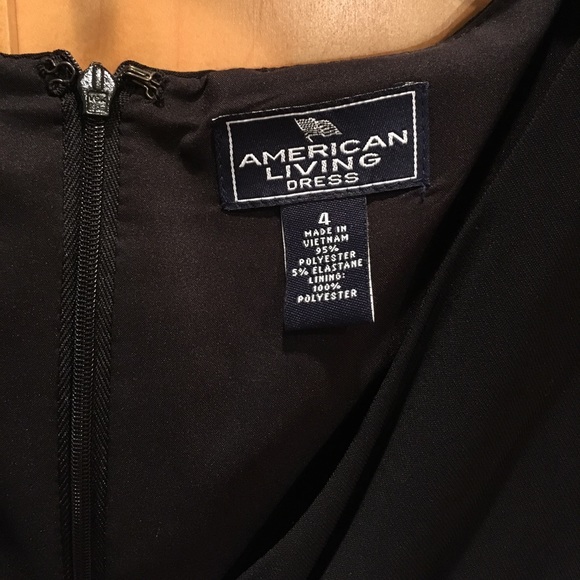 AMERICAN
LIVING
DRESS
4
MADE IN
VIETNAM
95%
POLYESTER
5% ELASTANE
LINING:
100%
POLYESTER